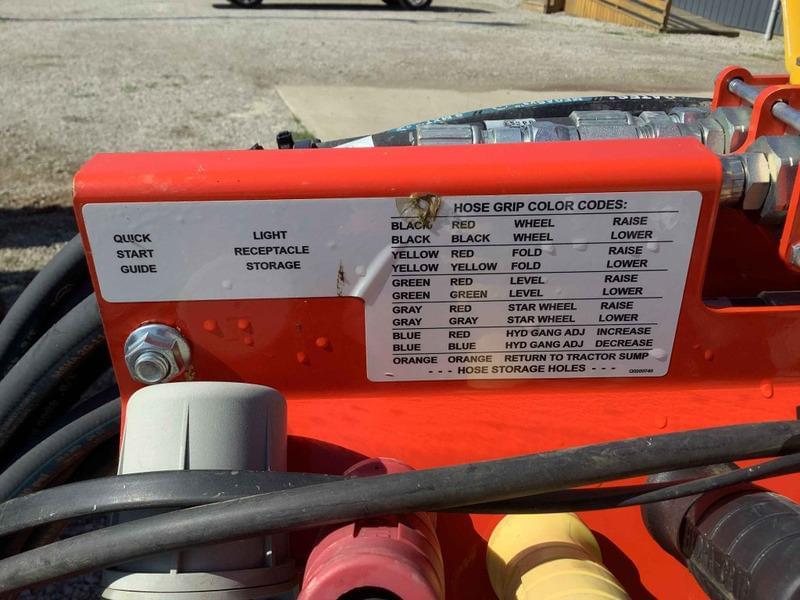 QUICK START GUIDE
LIGHT RECEPTACLE STORAGE
HOSE GRIP COLOR CODES:
BLACK RED WHEEL RAISE
BLACK BLACK WHEEL LOWER
YELLOW RED FOLD RAISE
YELLOW YELLOW FOLD LOWER
GREEN RED LEVEL RAISE
GREEN GREEN LEVEL LOWER
GRAY RED STAR WHEEL RAISE
GRAY GRAY STAR WHEEL LOWER
BLUE RED HYD GANG ADJ INCREASE
BLUE BLUE HYD GANG ADJ DECREASE
ORANGE ORANGE RETURN TO TRACTOR SUMP
- - - HOSE STORAGE HOLES - - -